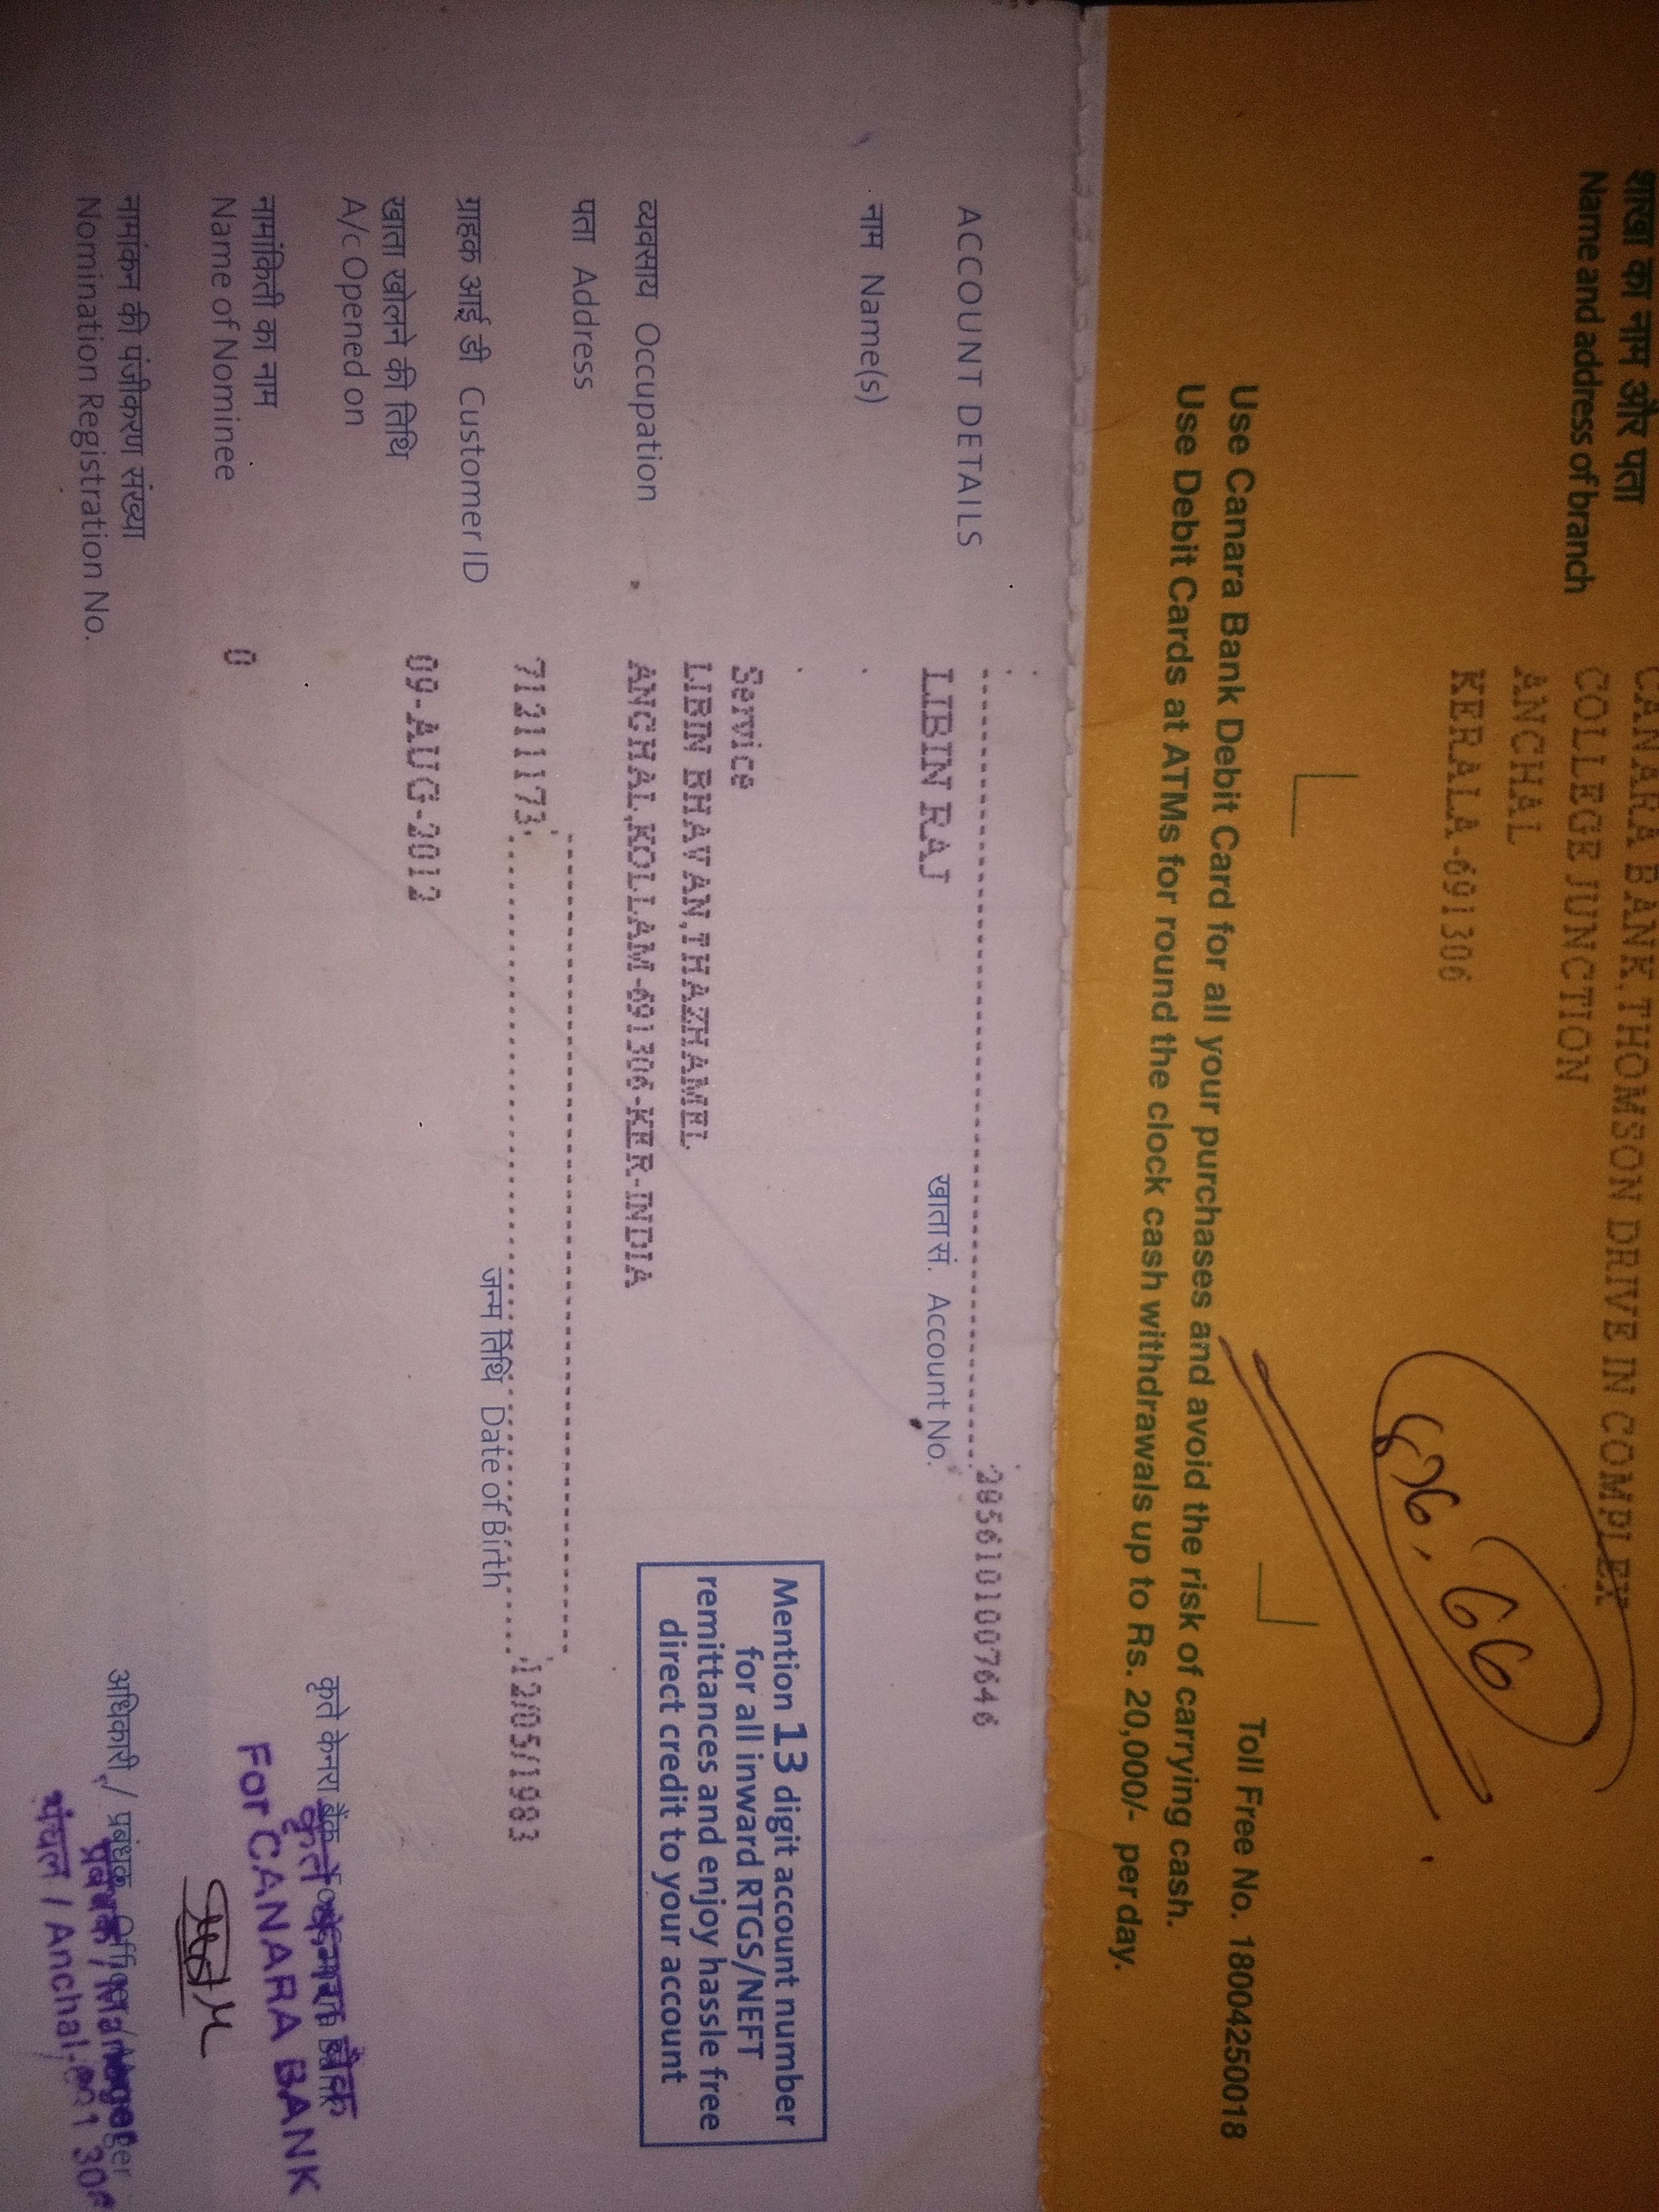 शाखा का नाम और पता
Name and address of branch
CANARA BANK,THOMSON DRIVE IN COMPLEX
COLLEGE JUNCTION
ANCHAL
KERALA-691306
66
Toll Free No. 18004250018
Use Canara Bank Debit Card for all your purchases and avoid the risk of carrying cash.
Use Debit Cards at ATMs for round the clock cash withdrawals up to Rs. 20,000/- per day.
ACCOUNT DETAILS
खाता सं. Account No. 2856101007646
नाम Name(s) LIBIN RAJ
Mention 13 digit account number
for all inward RTGS/NEFT
remittances and enjoy hassle free
direct credit to your account
व्यवसाय Occupation Service
पता Address LIBIN BHAVAN,THAZHAMEL
ANCHAL,KOLLAM-691306-KER-INDIA
ग्राहक आई डी Customer ID 71211173
जन्म तिथि Date of Birth 12/05/1983
खाता खोलने की तिथि
A/c Opened on 09-AUG-2012
नामांकिती का नाम
Name of Nominee 0
नामांकन की पंजीकरण संख्या
Nomination Registration No.
कृते केनरा बैंक
कृते केनरा बैंक
For CANARA BANK
अधिकारी / प्रबंधक
प्रबंधक / Manager
अंचल / Anchal-691 306